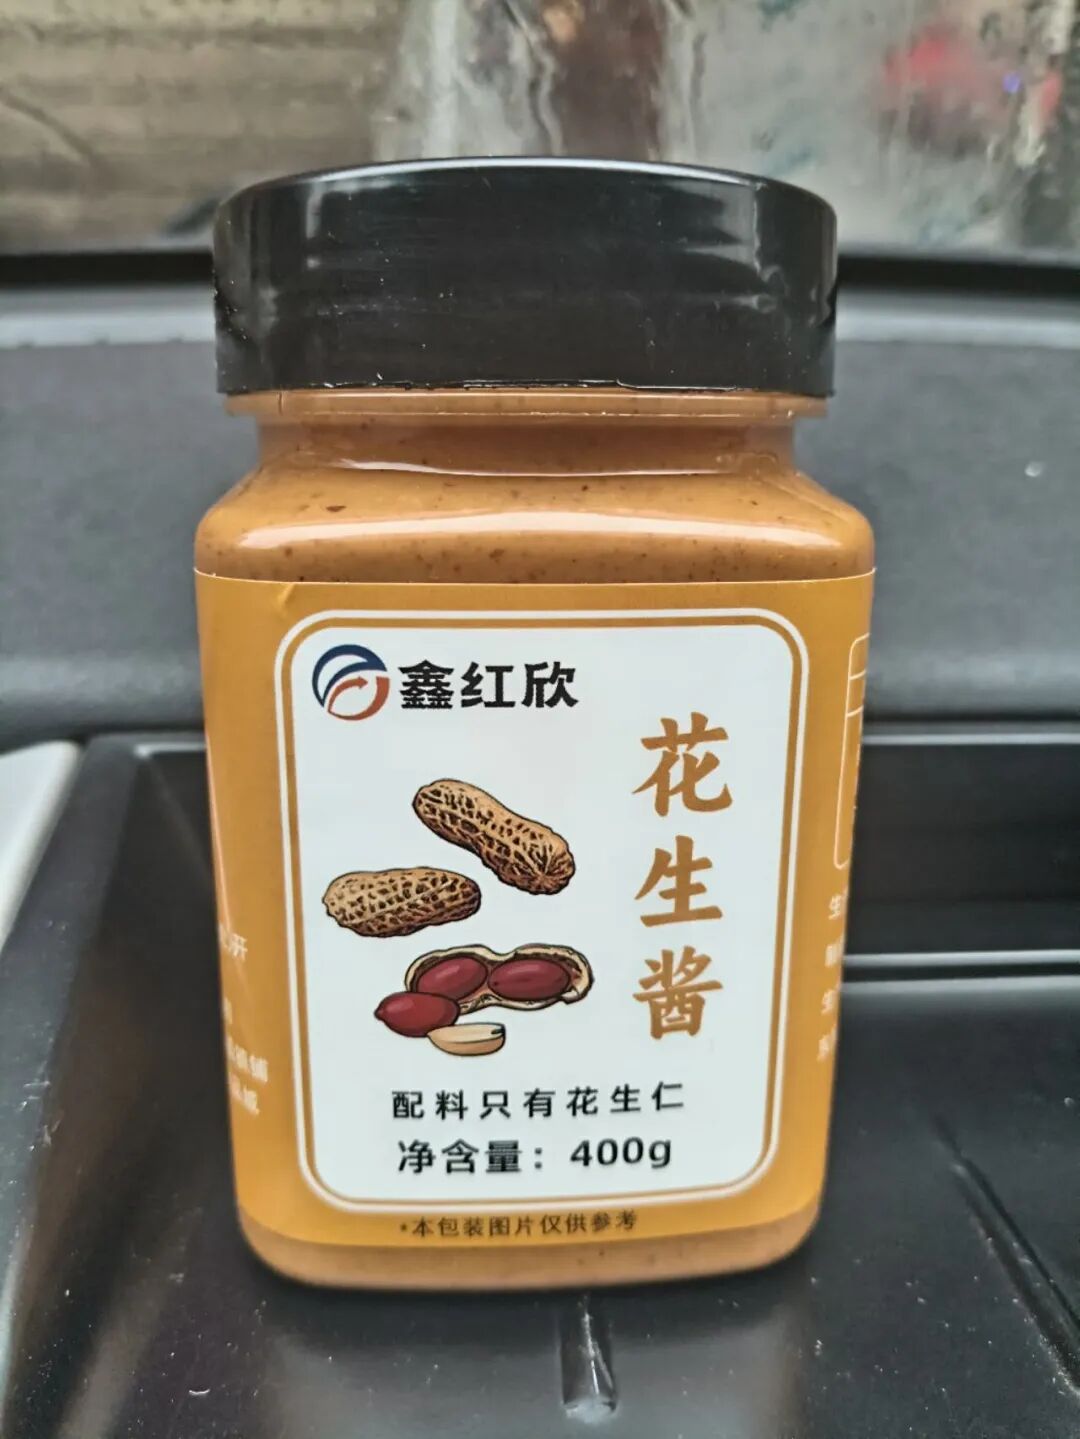 鑫红欣
花生酱
配料只有花生仁
净含量：400g
*本包装图片仅供参考